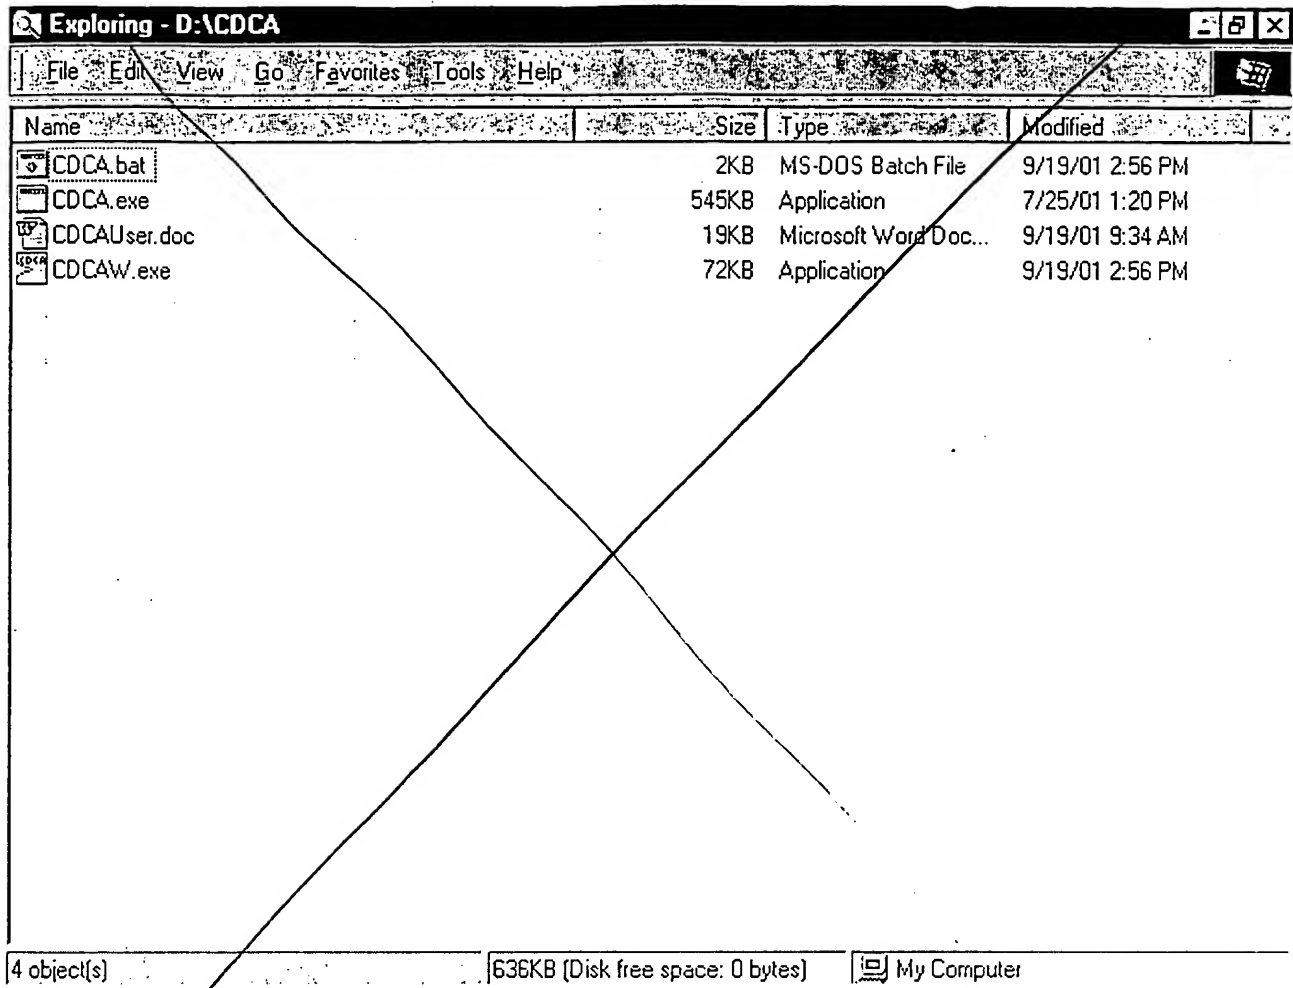 Exploring - D:\CDCA
File Edit View Go Favorites Tools Help
Name Size Type Modified
CDCA.bat 2KB MS-DOS Batch File 9/19/01 2:56 PM
CDCA.exe 545KB Application 7/25/01 1:20 PM
CDCAUser.doc 19KB Microsoft Word Doc... 9/19/01 9:34 AM
CDCAW.exe 72KB Application 9/19/01 2:56 PM
4 object(s) 636KB (Disk free space: 0 bytes) My Computer